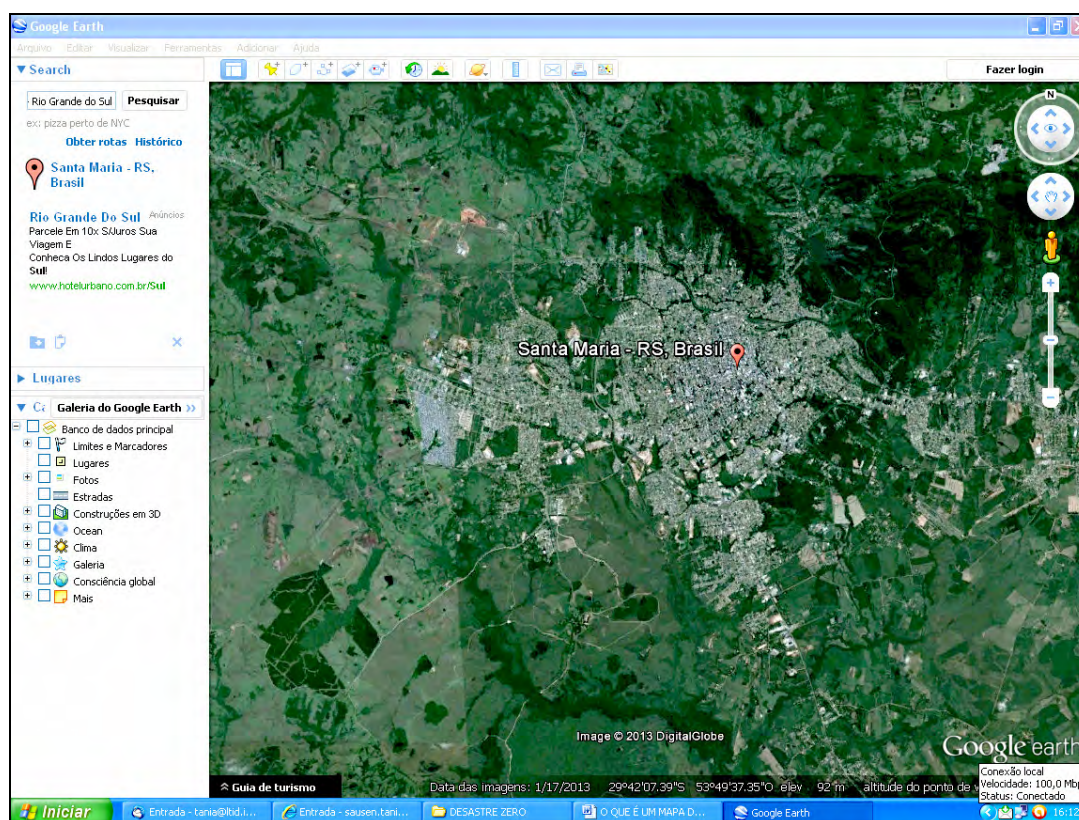 Google Earth
Arquivo Editar Visualizar Ferramentas Adicionar Ajuda
Search
Fazer login
Rio Grande do Sul Pesquisar
ex: pizza perto de NYC
Obter rotas Histórico
Santa Maria - RS,
Brasil
Rio Grande Do Sul Anúncios
Parcele Em 10x S/Juros Sua
Viagem E
Conheca Os Lindos Lugares do
Sul!
www.hotelurbano.com.br/Sul
Lugares
Galeria do Google Earth >>
Banco de dados principal
Limites e Marcadores
Lugares
Fotos
Estradas
Construções em 3D
Ocean
Clima
Galeria
Consciência global
Mais
N
Santa Maria - RS, Brasil
Image © 2013 DigitalGlobe
Google earth
Guia de turismo
Data das imagens: 1/17/2013 29°42'07.39"S 53°49'37.35"O elev 92 m altitude do ponto de
Conexão local
Velocidade: 100,0 Mbp
Status: Conectado
Iniciar
Entrada - tania@ltid.i...
Entrada - sausen.tani...
DESASTRE ZERO
O QUE É UM MAPA D...
Google Earth
16:12